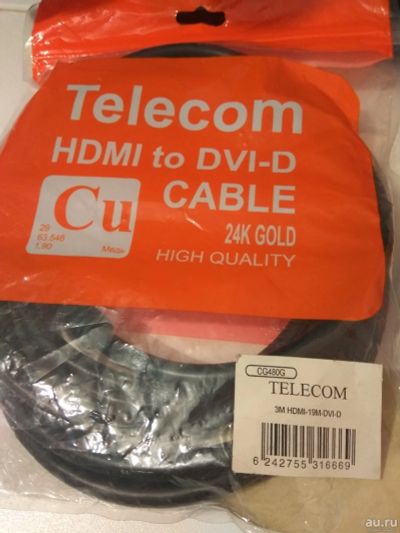 Telecom
HDMI to DVI-D
CABLE
24K GOLD
HIGH QUALITY
Cu
29
63,546
1,90
Медь
CG480G
TELECOM
3M HDMI-19M-DVI-D
6 242755 316669
au.ru